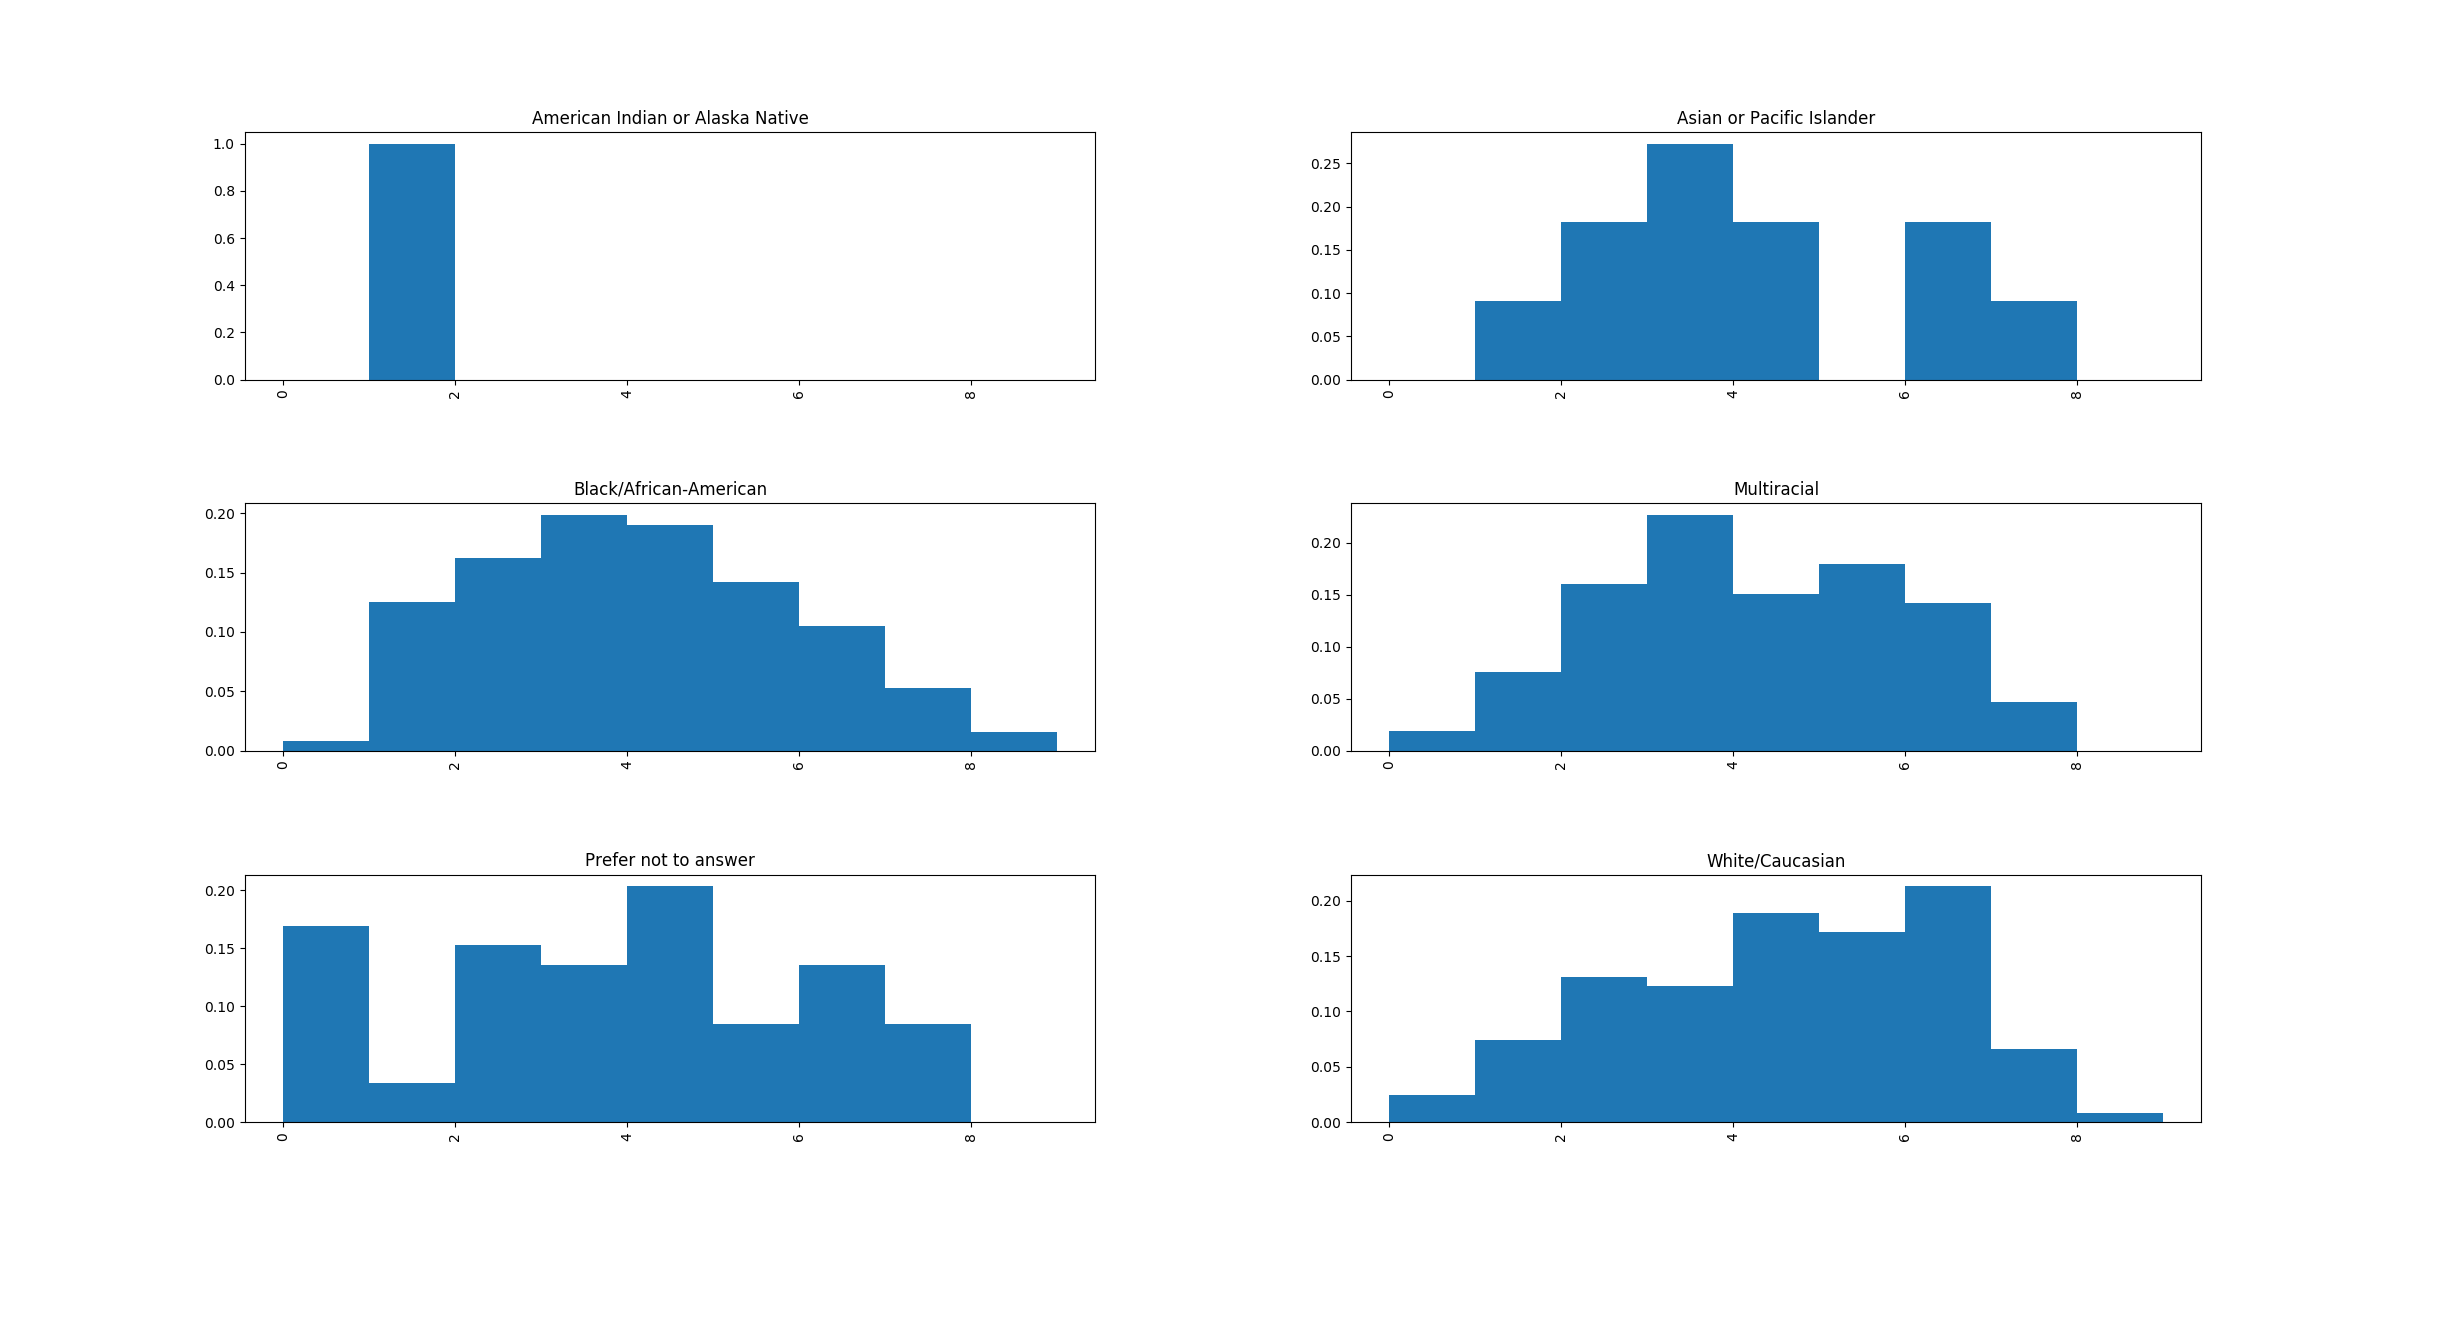 American Indian or Alaska Native
1.0
0.8
0.6
0.4
0.2
0.0
0 2 4 6 8
Asian or Pacific Islander
0.25
0.20
0.15
0.10
0.05
0.00
0 2 4 6 8
Black/African-American
0.20
0.15
0.10
0.05
0.00
0 2 4 6 8
Multiracial
0.20
0.15
0.10
0.05
0.00
0 2 4 6 8
Prefer not to answer
0.20
0.15
0.10
0.05
0.00
0 2 4 6 8
White/Caucasian
0.20
0.15
0.10
0.05
0.00
0 2 4 6 8